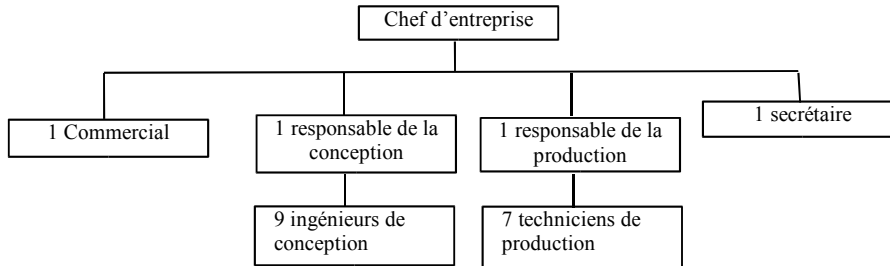 Chef d'entreprise
1 Commercial
1 responsable de la
conception
1 responsable de la
production
1 secrétaire
9 ingénieurs de
conception
7 techniciens de
production